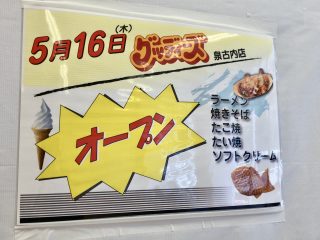 5月16日(木)
グッディーズ 泉古内店
オープン
ラーメン
焼きそば
たこ焼
たい焼
ソフトクリーム